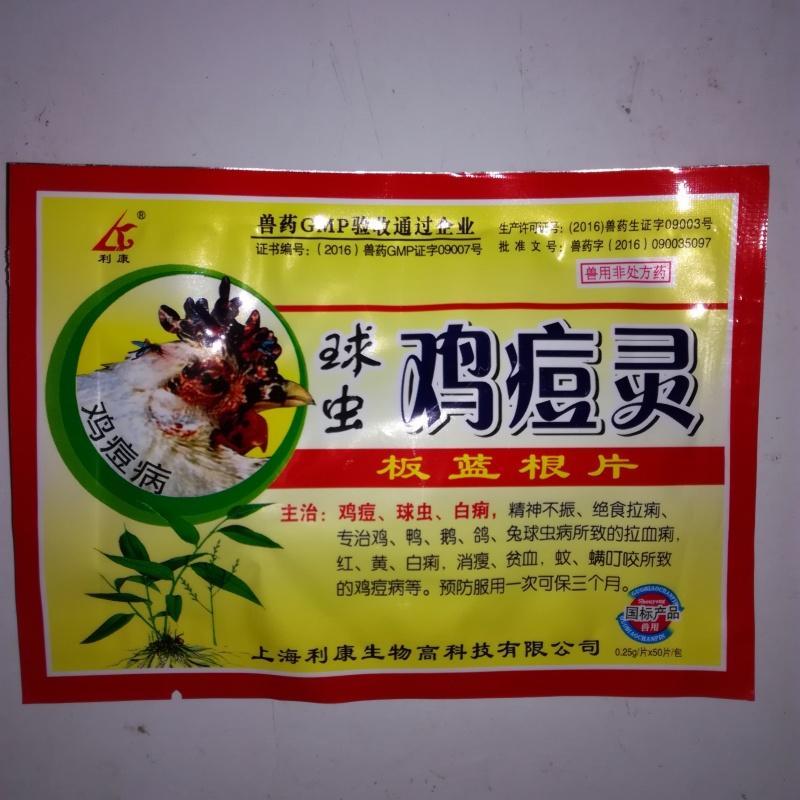 ®
利康
兽药GMP验收通过企业
证书编号：（2016）兽药GMP证字09007号
生产许可证号：(2016)兽药生证字09003号
批准文号：兽药字（2016）090035097
兽用非处方药
鸡痘病
球虫
鸡痘灵
板蓝根片
主治：鸡痘、球虫、白痢，精神不振、绝食拉痢、
专治鸡、鸭、鹅、鸽、兔球虫病所致的拉血痢，
红、黄、白痢，消瘦、贫血，蚊、螨叮咬所致
的鸡痘病等。预防服用一次可保三个月。
GUOBIAOCHANPIN
Shouyong
国标产品
兽用
GUOBIAOCHANPIN
上海利康生物高科技有限公司
0.25g/片x50片/包